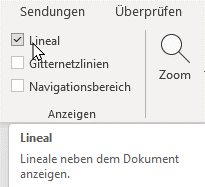 Sendungen Überprüfen
Lineal
Gitternetzlinien
Navigationsbereich
Zoom
Anzeigen
Lineal
Lineale neben dem Dokument
anzeigen.